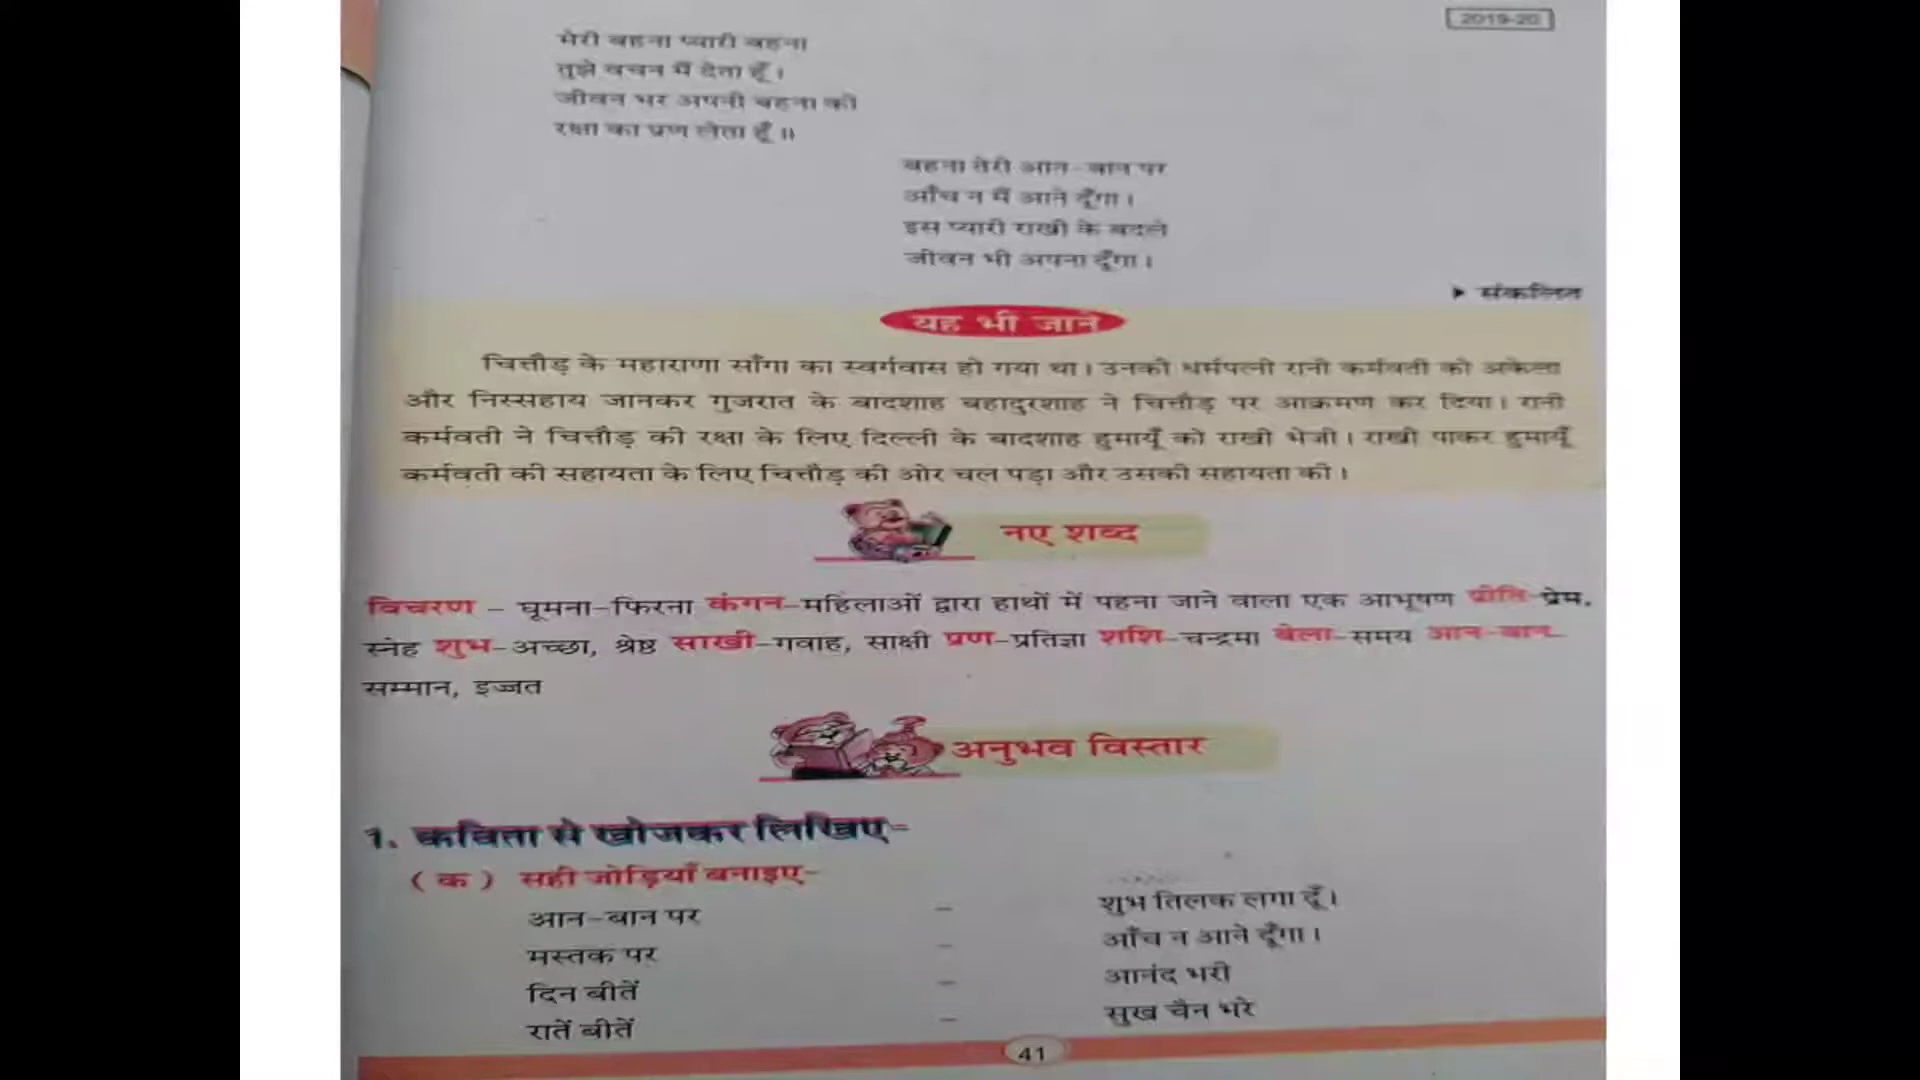 2019-20
मेरी बहना प्यारी बहना
तुझे वचन मैं देता हूँ।
जीवन भर अपनी बहना की
रक्षा का प्रण लेता हूँ॥
बहना तेरी आन-बान पर
आँच न मैं आने दूँगा।
इस प्यारी राखी के बदले
जीवन भी अपना दूँगा।
▶ संकलित
यह भी जाने
चित्तौड़ के महाराणा साँगा का स्वर्गवास हो गया था। उनकी धर्मपत्नी रानी कर्मवती को अकेला
और निस्सहाय जानकर गुजरात के बादशाह बहादुरशाह ने चित्तौड़ पर आक्रमण कर दिया। रानी
कर्मवती ने चित्तौड़ की रक्षा के लिए दिल्ली के बादशाह हुमायूँ को राखी भेजी। राखी पाकर हुमायूँ
कर्मवती की सहायता के लिए चित्तौड़ की ओर चल पड़ा और उसकी सहायता की।
नए शब्द
विचरण – घूमना-फिरना कंगन-महिलाओं द्वारा हाथों में पहना जाने वाला एक आभूषण प्रीति-प्रेम,
स्नेह शुभ-अच्छा, श्रेष्ठ साखी-गवाह, साक्षी प्रण-प्रतिज्ञा शशि-चन्द्रमा बेला-समय आन-बान-
सम्मान, इज्जत
अनुभव विस्तार
1. कविता से खोजकर लिखिए-
(क) सही जोड़ियाँ बनाइए-
आन-बान पर – शुभ तिलक लगा दूँ।
मस्तक पर – आँच न आने दूँगा।
दिन बीतें – आनंद भरी
रातें बीतें – सुख चैन भरे
41